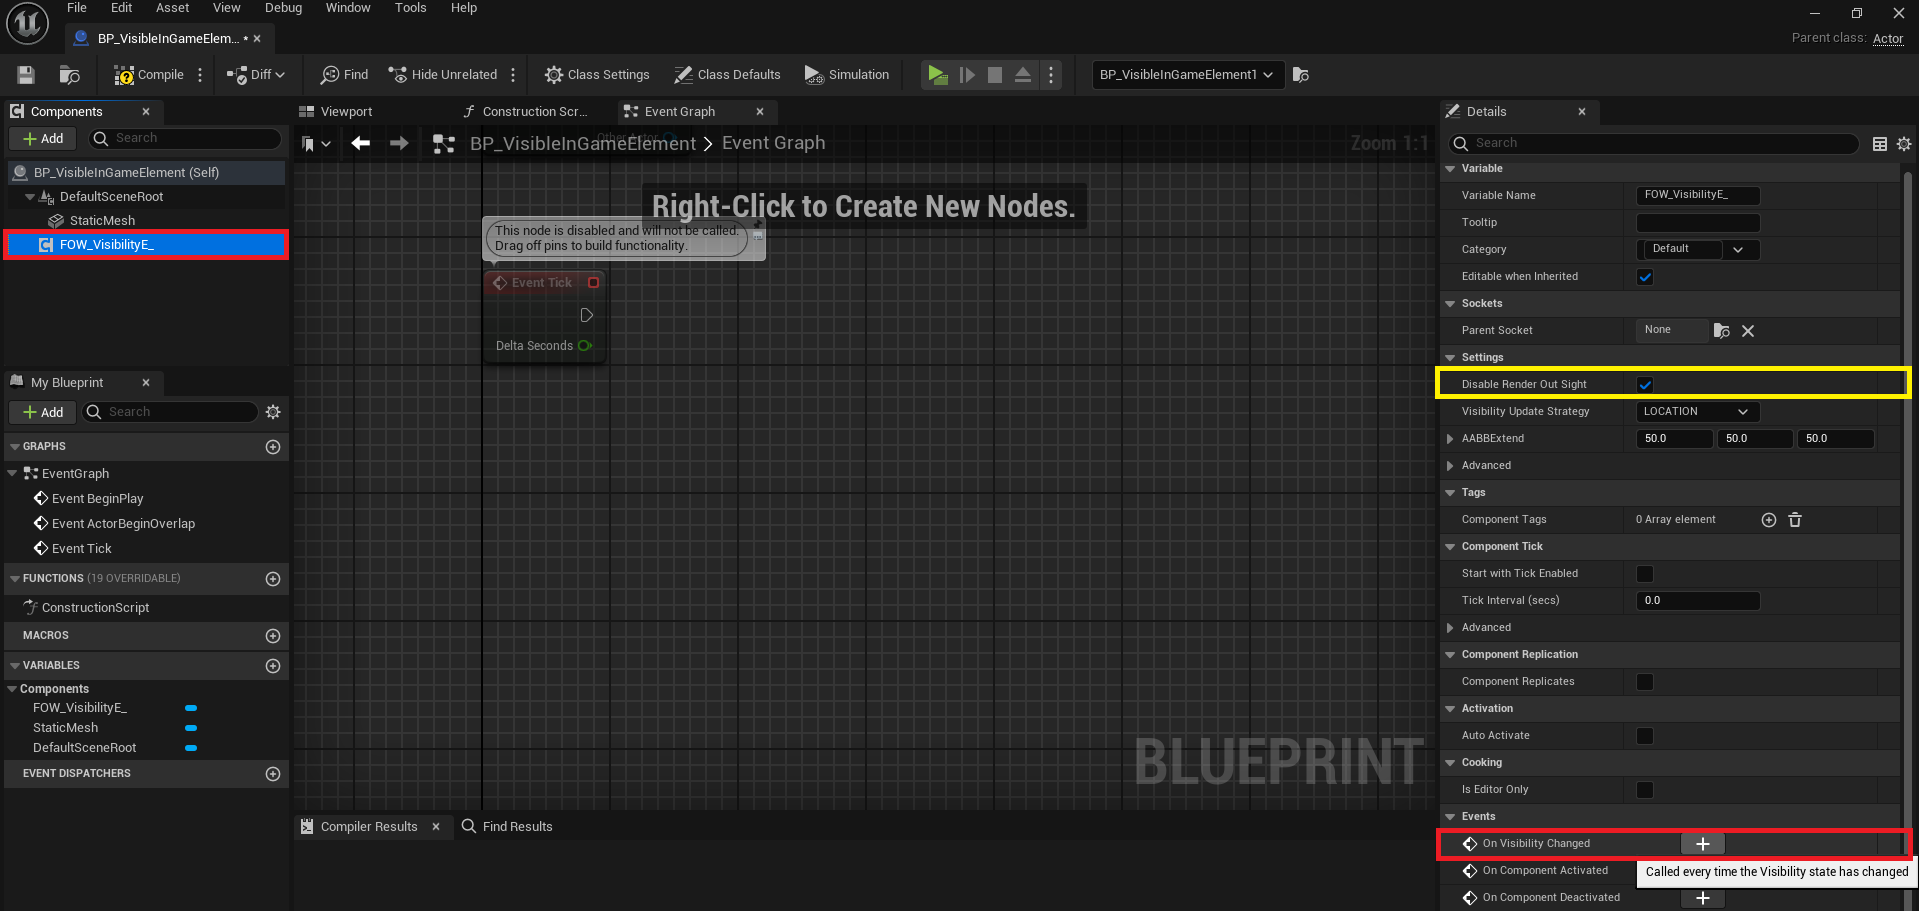 File Edit Asset View Debug Window Tools Help
BP_VisibleInGameElem...
Parent class: Actor
Compile Diff Find Hide Unrelated Class Settings Class Defaults Simulation BP_VisibleInGameElement1
Components
Add Search
BP_VisibleInGameElement (Self)
DefaultSceneRoot
StaticMesh
FOW_VisibilityE_
My Blueprint
Add Search
GRAPHS
EventGraph
Event BeginPlay
Event ActorBeginOverlap
Event Tick
FUNCTIONS (19 OVERRIDABLE)
ConstructionScript
MACROS
VARIABLES
Components
FOW_VisibilityE_
StaticMesh
DefaultSceneRoot
EVENT DISPATCHERS
Viewport Construction Scr... Event Graph
Other Actor
BP_VisibleInGameElement > Event Graph Zoom 1:1
Right-Click to Create New Nodes.
This node is disabled and will not be called.
Drag off pins to build functionality.
Event Tick
Delta Seconds
BLUEPRINT
Compiler Results Find Results
Details
Search
Variable
Variable Name FOW_VisibilityE_
Tooltip
Category Default
Editable when Inherited
Sockets
Parent Socket None
Settings
Disable Render Out Sight
Visibility Update Strategy LOCATION
AABBExtend 50.0 50.0 50.0
Advanced
Tags
Component Tags 0 Array element
Component Tick
Start with Tick Enabled
Tick Interval (secs) 0.0
Advanced
Component Replication
Component Replicates
Activation
Auto Activate
Cooking
Is Editor Only
Events
On Visibility Changed
On Component Activated
Called every time the Visibility state has changed
On Component Deactivated